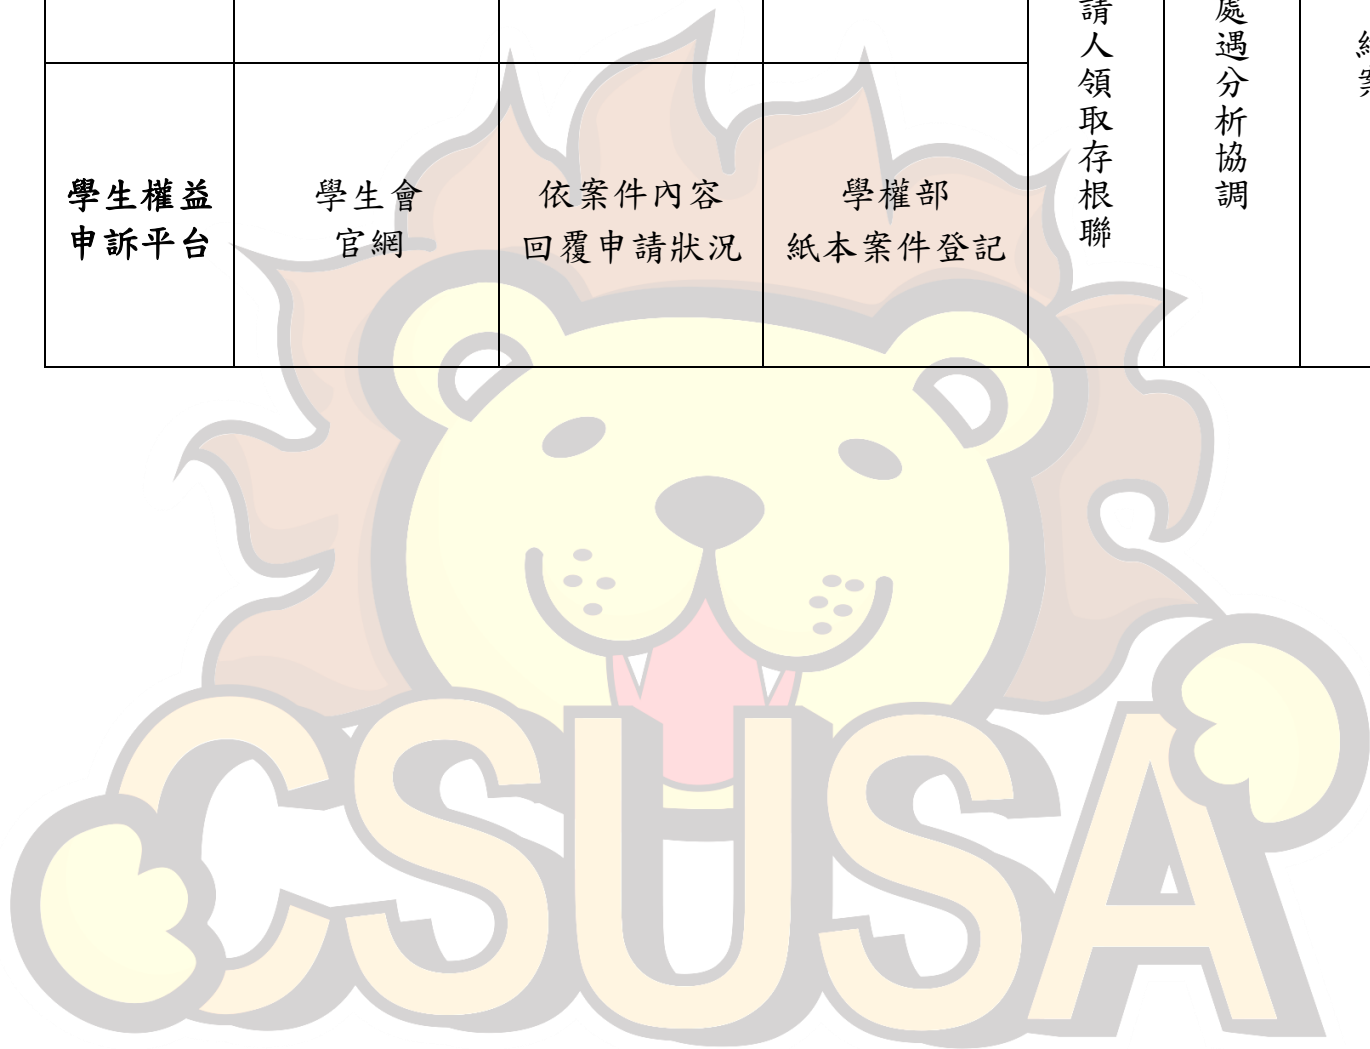 學生權益
申訴平台
學生會
官網
依案件內容
回覆申請狀況
學權部
紙本案件登記
請人領取存根聯
處遇分析協調
CSUSA